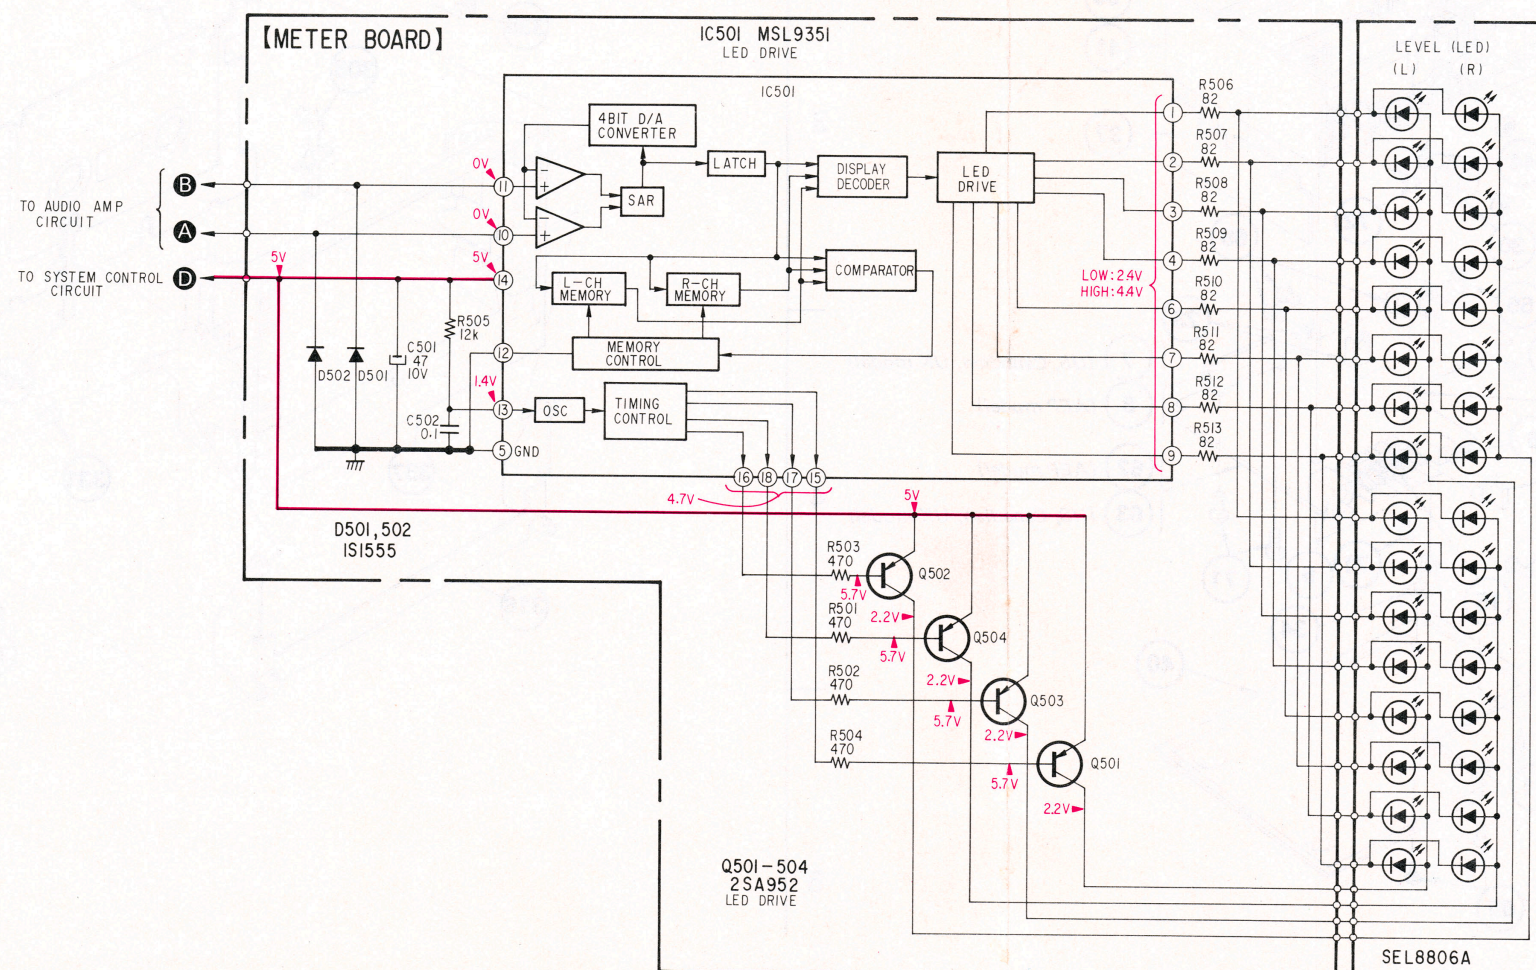 【METER BOARD】
IC501 MSL9351
LED DRIVE
LEVEL (LED)
(L) (R)
IC501
4BIT D/A
CONVERTER
LATCH
DISPLAY
DECODER
LED
DRIVE
SAR
COMPARATOR
L-CH
MEMORY
R-CH
MEMORY
MEMORY
CONTROL
OSC
TIMING
CONTROL
TO AUDIO AMP
CIRCUIT
B
A
TO SYSTEM CONTROL
CIRCUIT
D
0V
11
0V
10
5V
5V
14
12
1.4V
13
5 GND
R505
12k
C501
47
10V
D502 D501
C502
0.1
D501,502
1S1555
16 18 17 15
4.7V
5V
R506
82
1
R507
82
2
R508
82
3
R509
82
4
LOW:2.4V
HIGH:4.4V
R510
82
6
R511
82
7
R512
82
8
R513
82
9
R503
470
Q502
5.7V
2.2V
R501
470
Q504
5.7V
2.2V
R502
470
Q503
5.7V
2.2V
R504
470
Q501
5.7V
2.2V
Q501-504
2SA952
LED DRIVE
SEL8806A